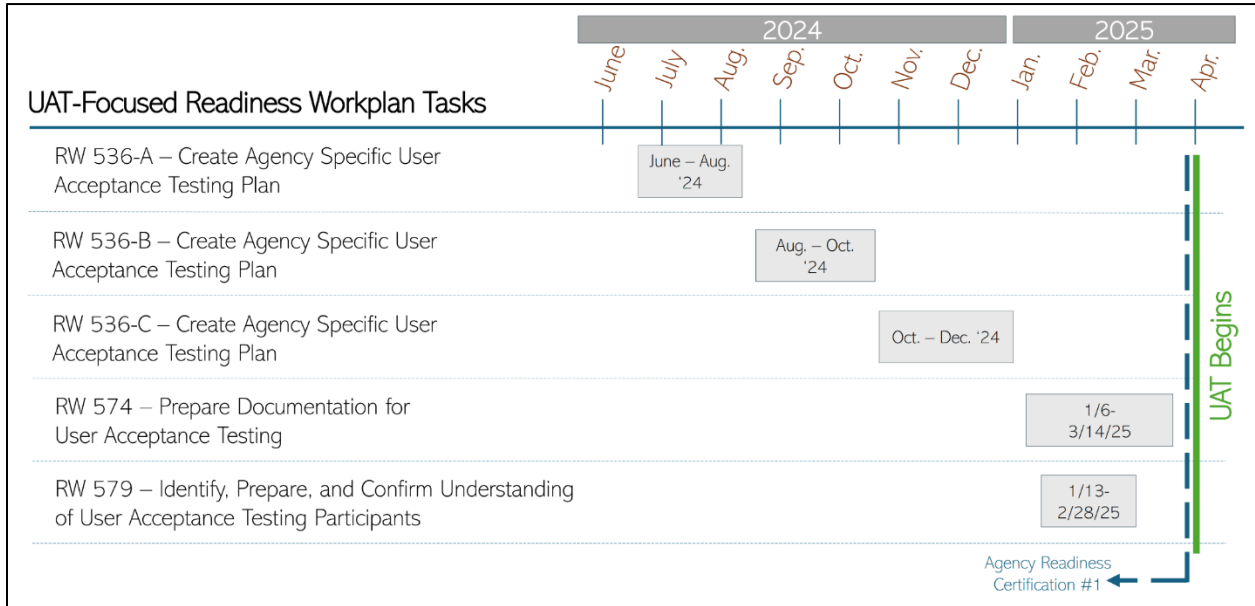 2024
2025
June
July
Aug.
Sep.
Oct.
Nov.
Dec.
Jan.
Feb.
Mar.
Apr.
UAT-Focused Readiness Workplan Tasks
RW 536-A – Create Agency Specific User
Acceptance Testing Plan
June – Aug.
‘24
RW 536-B – Create Agency Specific User
Acceptance Testing Plan
Aug. – Oct.
‘24
RW 536-C – Create Agency Specific User
Acceptance Testing Plan
Oct. – Dec. ‘24
RW 574 – Prepare Documentation for
User Acceptance Testing
1/6-
3/14/25
RW 579 – Identify, Prepare, and Confirm Understanding
of User Acceptance Testing Participants
1/13-
2/28/25
UAT Begins
Agency Readiness
Certification #1